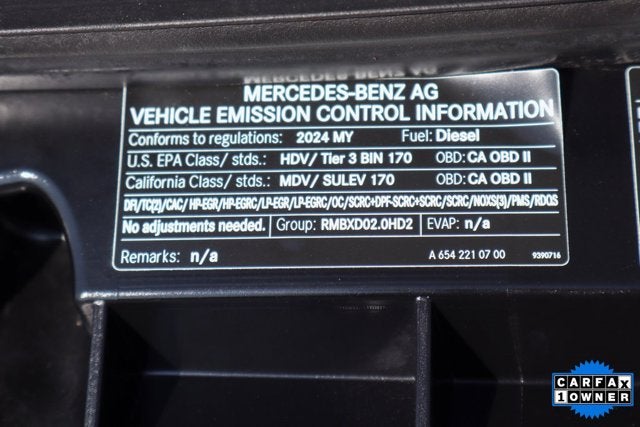 MERCEDES-BENZ AG
VEHICLE EMISSION CONTROL INFORMATION
Conforms to regulations: 2024 MY Fuel: Diesel
U.S. EPA Class/ stds.: HDV/ Tier 3 BIN 170 OBD: CA OBD II
California Class/ stds.: MDV/ SULEV 170 OBD: CA OBD II
DFI/TC(2)/CAC/ HP-EGR/HP-EGRC/LP-EGR/LP-EGRC/OC/SCRC+DPF-SCRC+SCRC/SCRC/NOXS(3)/PMS/RDQS
No adjustments needed. Group: RMBXD02.0HD2 EVAP: n/a
Remarks: n/a A 654 221 07 00 9390716
CARFAX
1 OWNER